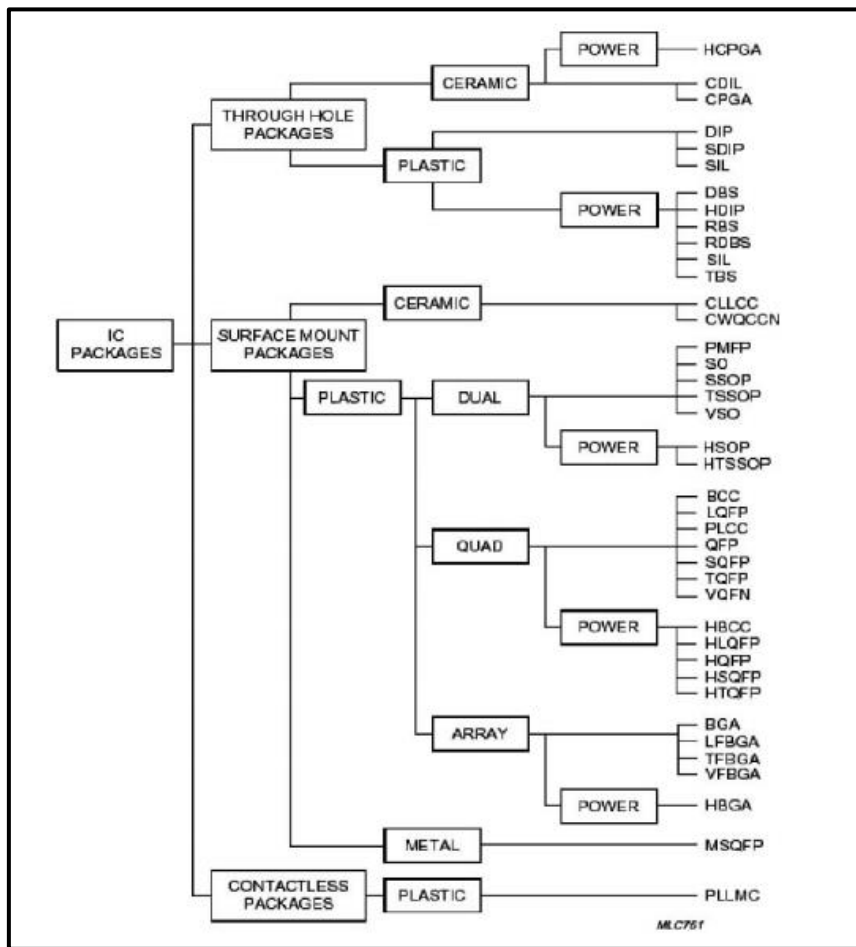 POWER
HCPGA
CERAMIC
CDIL
CPGA
THROUGH HOLE
PACKAGES
DIP
SDIP
SIL
PLASTIC
DBS
POWER
HDIP
RBS
RDBS
SIL
TBS
CERAMIC
CLLCC
CWQCCN
IC
PACKAGES
SURFACE MOUNT
PACKAGES
PMFP
SO
SSOP
PLASTIC
DUAL
TSSOP
VSO
POWER
HSOP
HTSSOP
BCC
LQFP
PLCC
QUAD
QFP
SQFP
TQFP
VQFN
POWER
HBCC
HLQFP
HQFP
HSQFP
HTQFP
ARRAY
BGA
LFBGA
TFBGA
VFBGA
POWER
HBGA
METAL
MSQFP
CONTACTLESS
PACKAGES
PLASTIC
PLLMC
MLC761